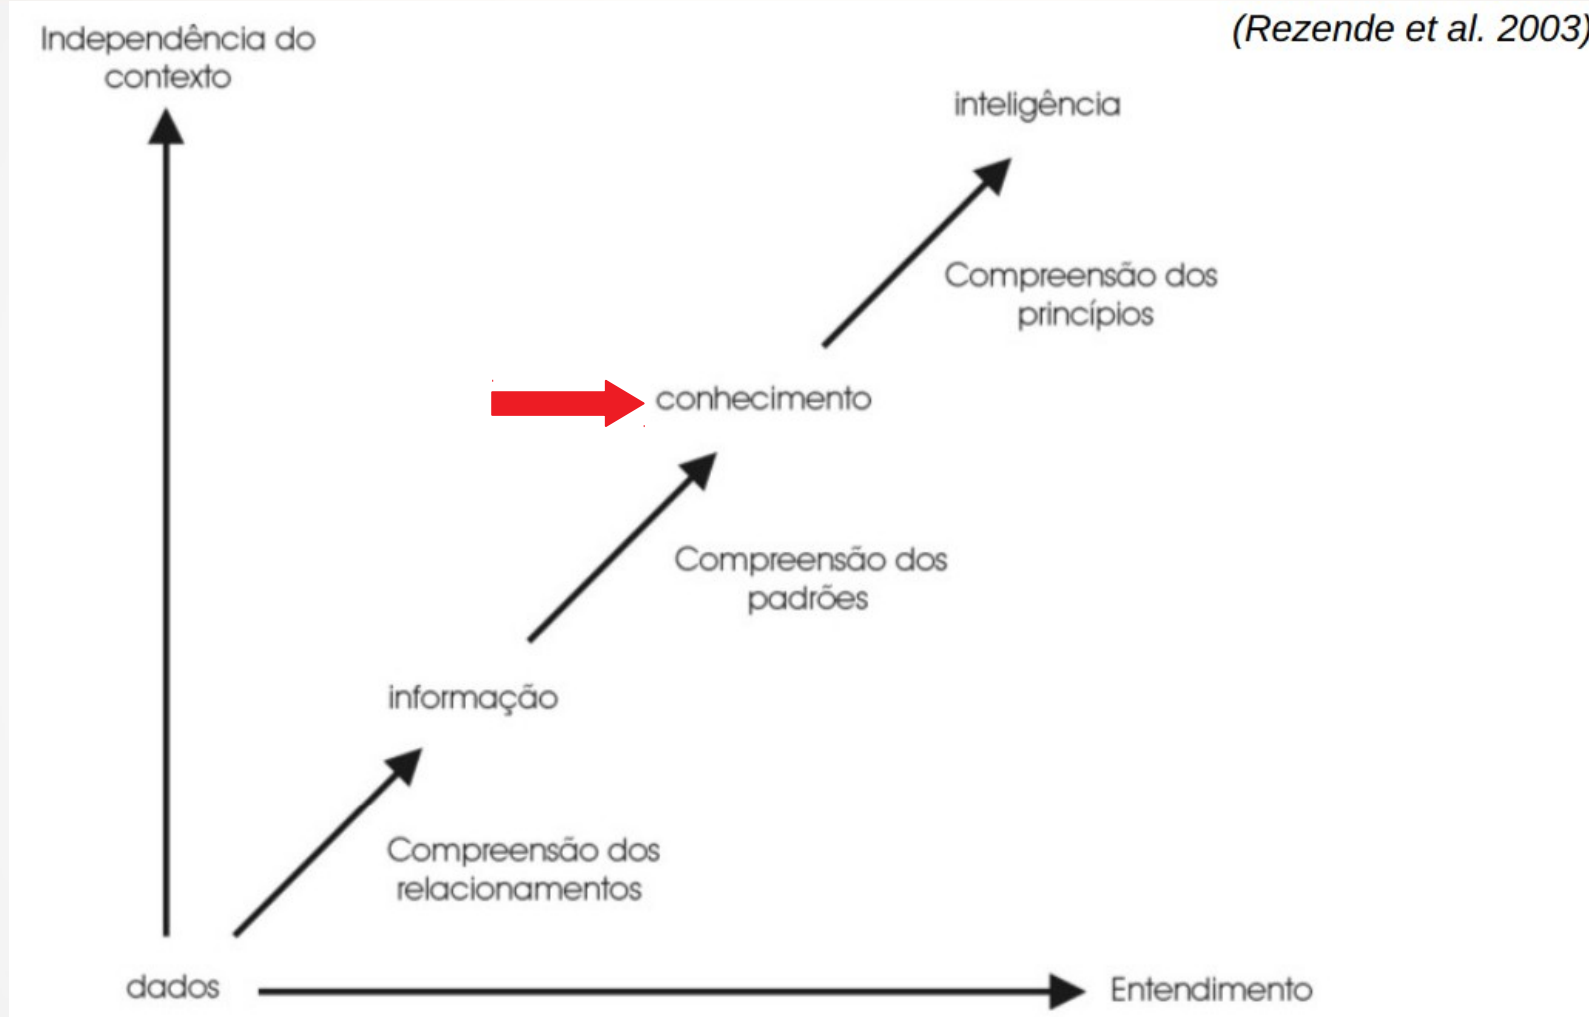 (Rezende et al. 2003)
Independência do
contexto
inteligência
Compreensão dos
princípios
conhecimento
Compreensão dos
padrões
informação
Compreensão dos
relacionamentos
dados
Entendimento